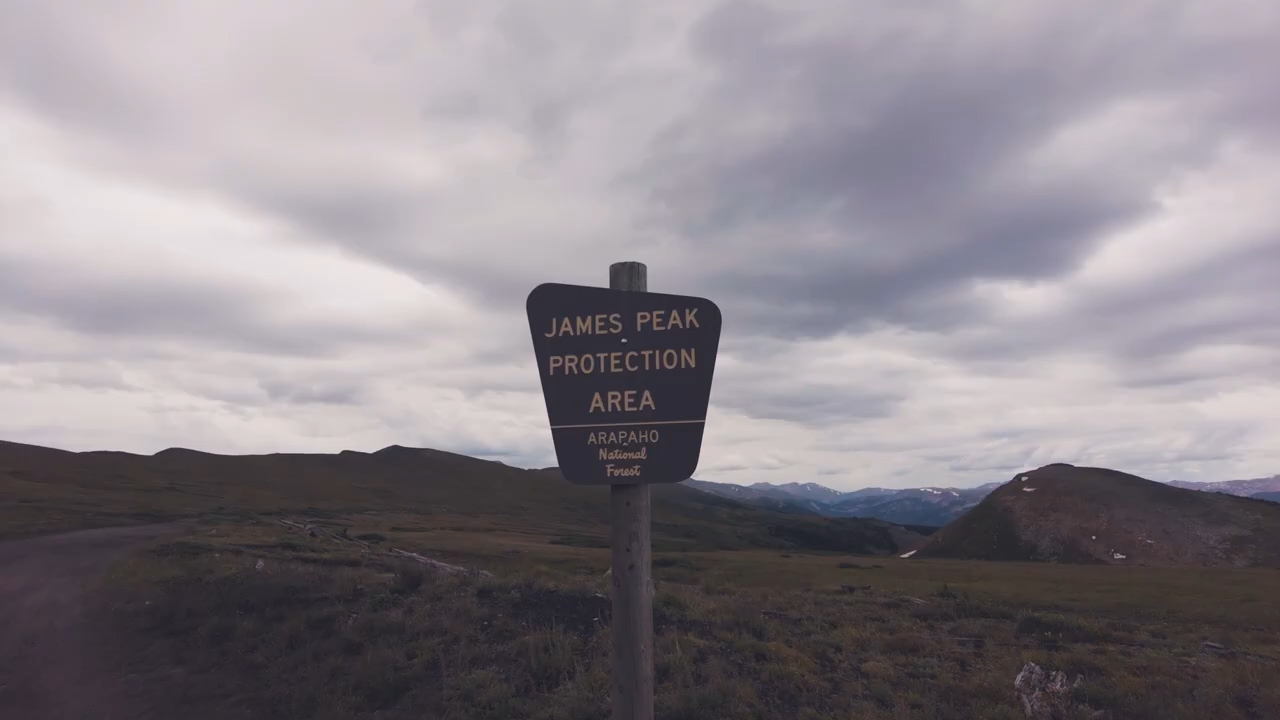 JAMES PEAK
PROTECTION
AREA
ARAPAHO
National
Forest